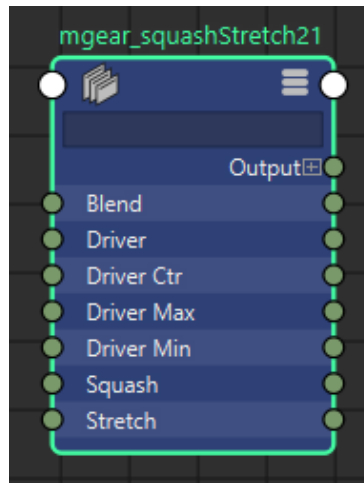 mgear_squashStretch21
Output
Blend
Driver
Driver Ctr
Driver Max
Driver Min
Squash
Stretch